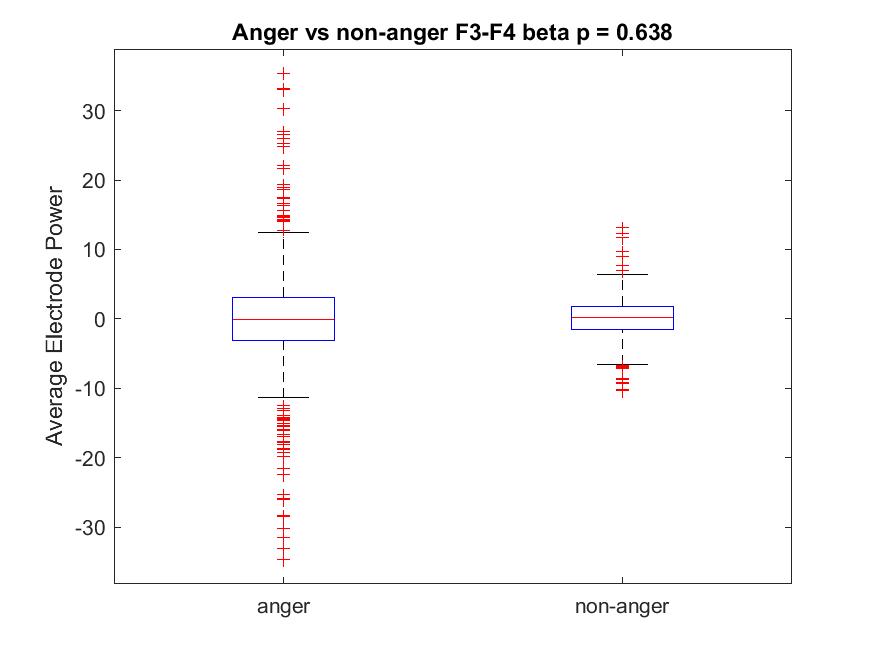 Anger vs non-anger F3-F4 beta p = 0.638
Average Electrode Power
30
20
10
0
-10
-20
-30
anger
non-anger